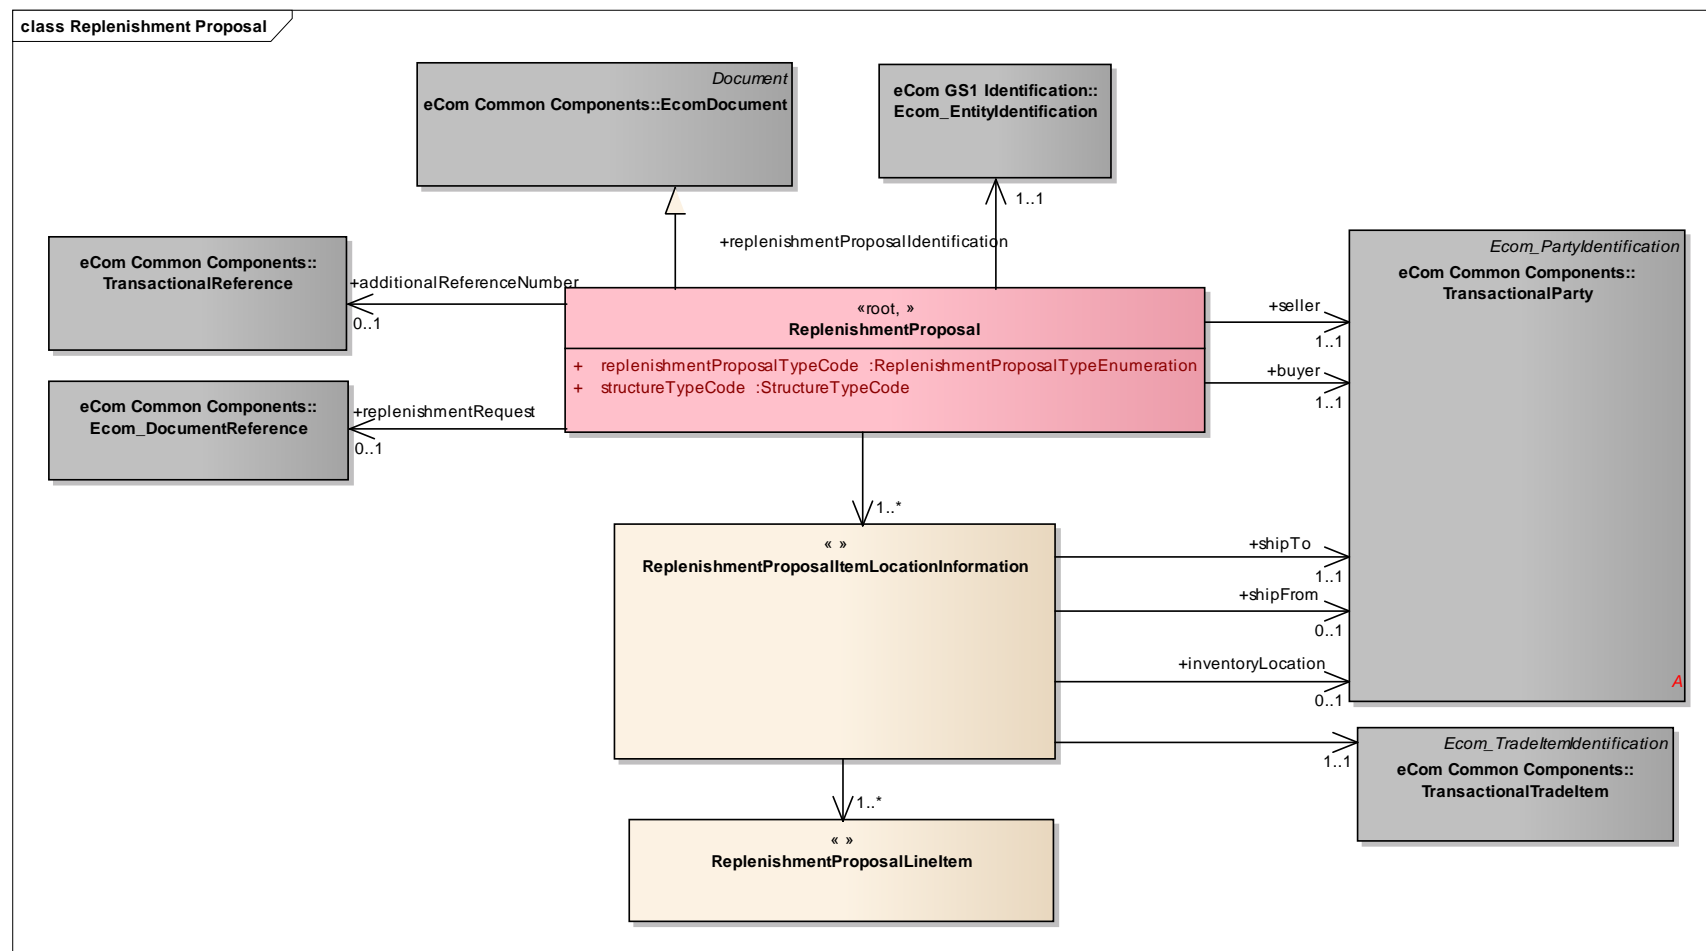 class Replenishment Proposal
Document
eCom Common Components::EcomDocument
eCom GS1 Identification::
Ecom_EntityIdentification
1..1
+replenishmentProposalIdentification
eCom Common Components::
TransactionalReference
+additionalReferenceNumber
0..1
«root, »
ReplenishmentProposal
+ replenishmentProposalTypeCode :ReplenishmentProposalTypeEnumeration
+ structureTypeCode :StructureTypeCode
+seller
1..1
+buyer
1..1
Ecom_PartyIdentification
eCom Common Components::
TransactionalParty
A
eCom Common Components::
Ecom_DocumentReference
+replenishmentRequest
0..1
1..*
« »
ReplenishmentProposalItemLocationInformation
+shipTo
1..1
+shipFrom
0..1
+inventoryLocation
0..1
1..1
Ecom_TradeItemIdentification
eCom Common Components::
TransactionalTradeItem
1..*
« »
ReplenishmentProposalLineItem